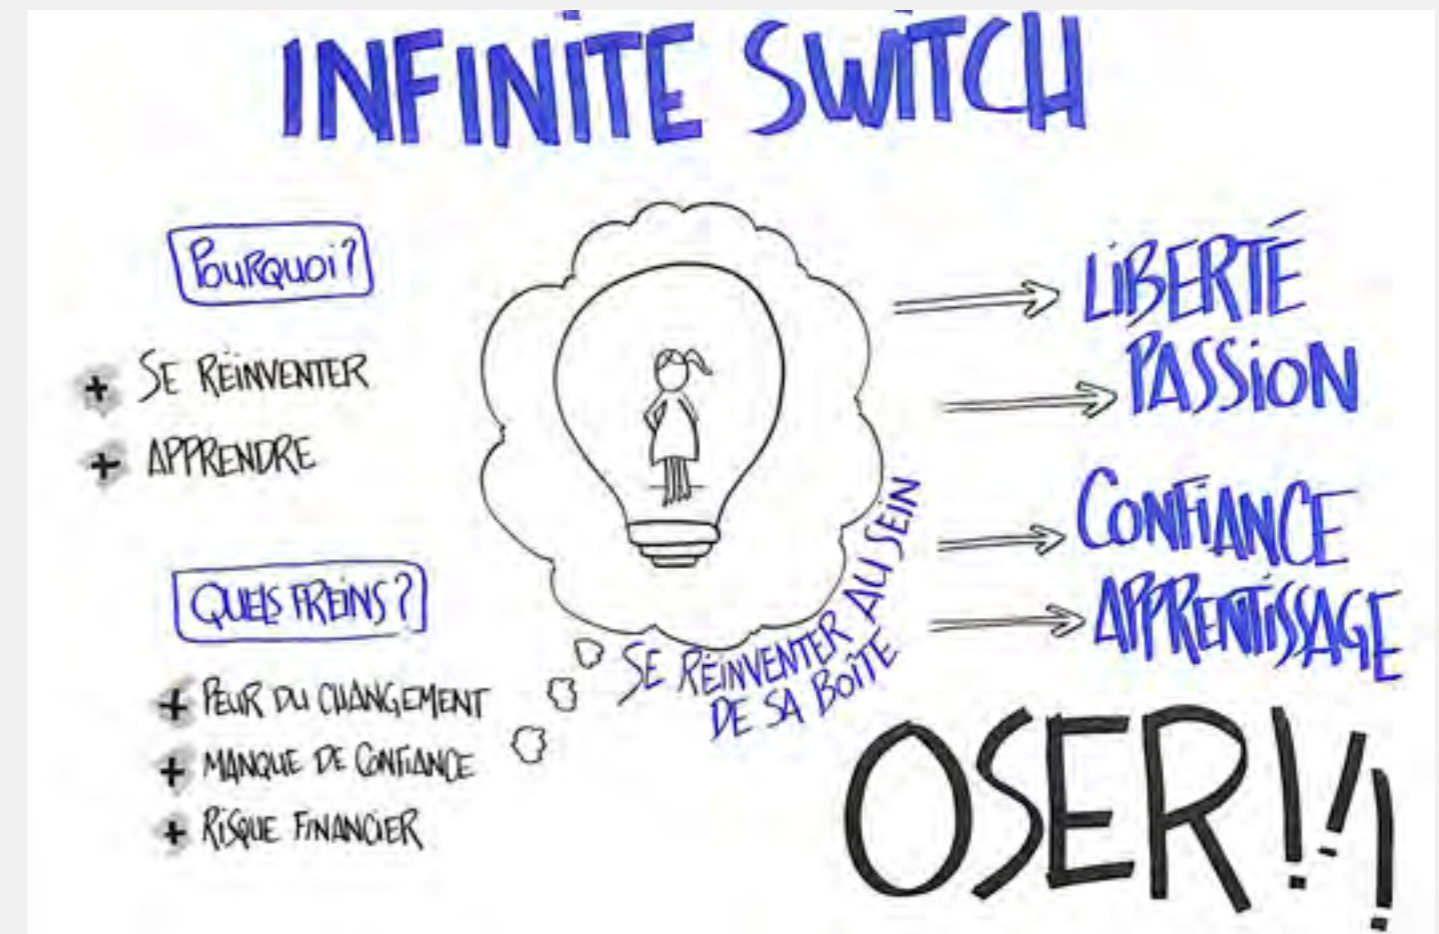 INFINITE SWITCH
POURQUOI?
+ SE RÉINVENTER
+ APPRENDRE
QUELS FREINS?
+ PEUR DU CHANGEMENT
+ MANQUE DE CONFIANCE
+ RISQUE FINANCIER
SE RÉINVENTER AU SEIN
DE SA BOÎTE
LIBERTÉ
PASSION
CONFIANCE
APPRENTISSAGE
OSER!!!